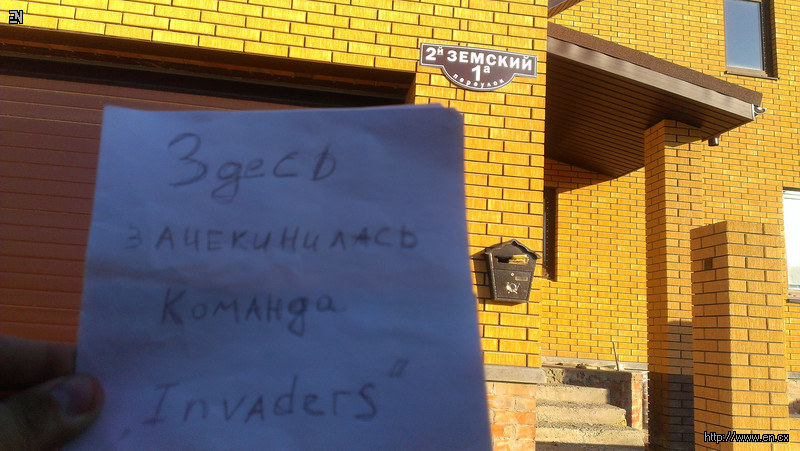 EN
2й ЗЕМСКИЙ
1а
переулок
Здесь
ЗАЧЕКИНИЛАСЬ
Команда
„Invaders"
http://www.en.cx